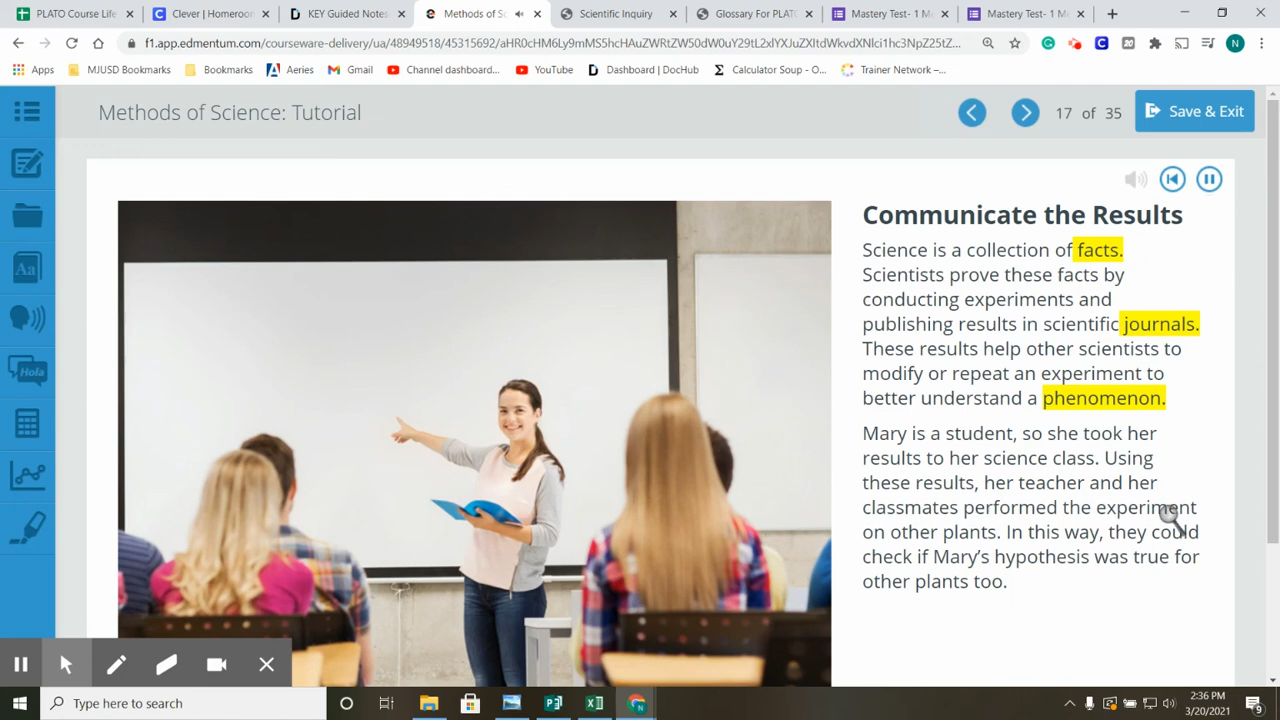 PLATO Course Life
Clever | Homeroom
KEY Guided Notes
Methods of Sc
Scientific Inquiry
Glossary For PLATO
Mastery Test- 1 M
Mastery Test- 1 M
Apps
MJUSD Bookmarks
Bookmarks
Aeries
Gmail
Channel dashboard...
YouTube
Dashboard | DocHub
Calculator Soup - O...
Trainer Network –...
Methods of Science: Tutorial
17 of 35
Save & Exit
Communicate the Results
Science is a collection of facts.
Scientists prove these facts by
conducting experiments and
publishing results in scientific journals.
These results help other scientists to
modify or repeat an experiment to
better understand a phenomenon.
Mary is a student, so she took her
results to her science class. Using
these results, her teacher and her
classmates performed the experiment
on other plants. In this way, they could
check if Mary's hypothesis was true for
other plants too.
Aa
Hola
Type here to search
2:36 PM
3/20/2021